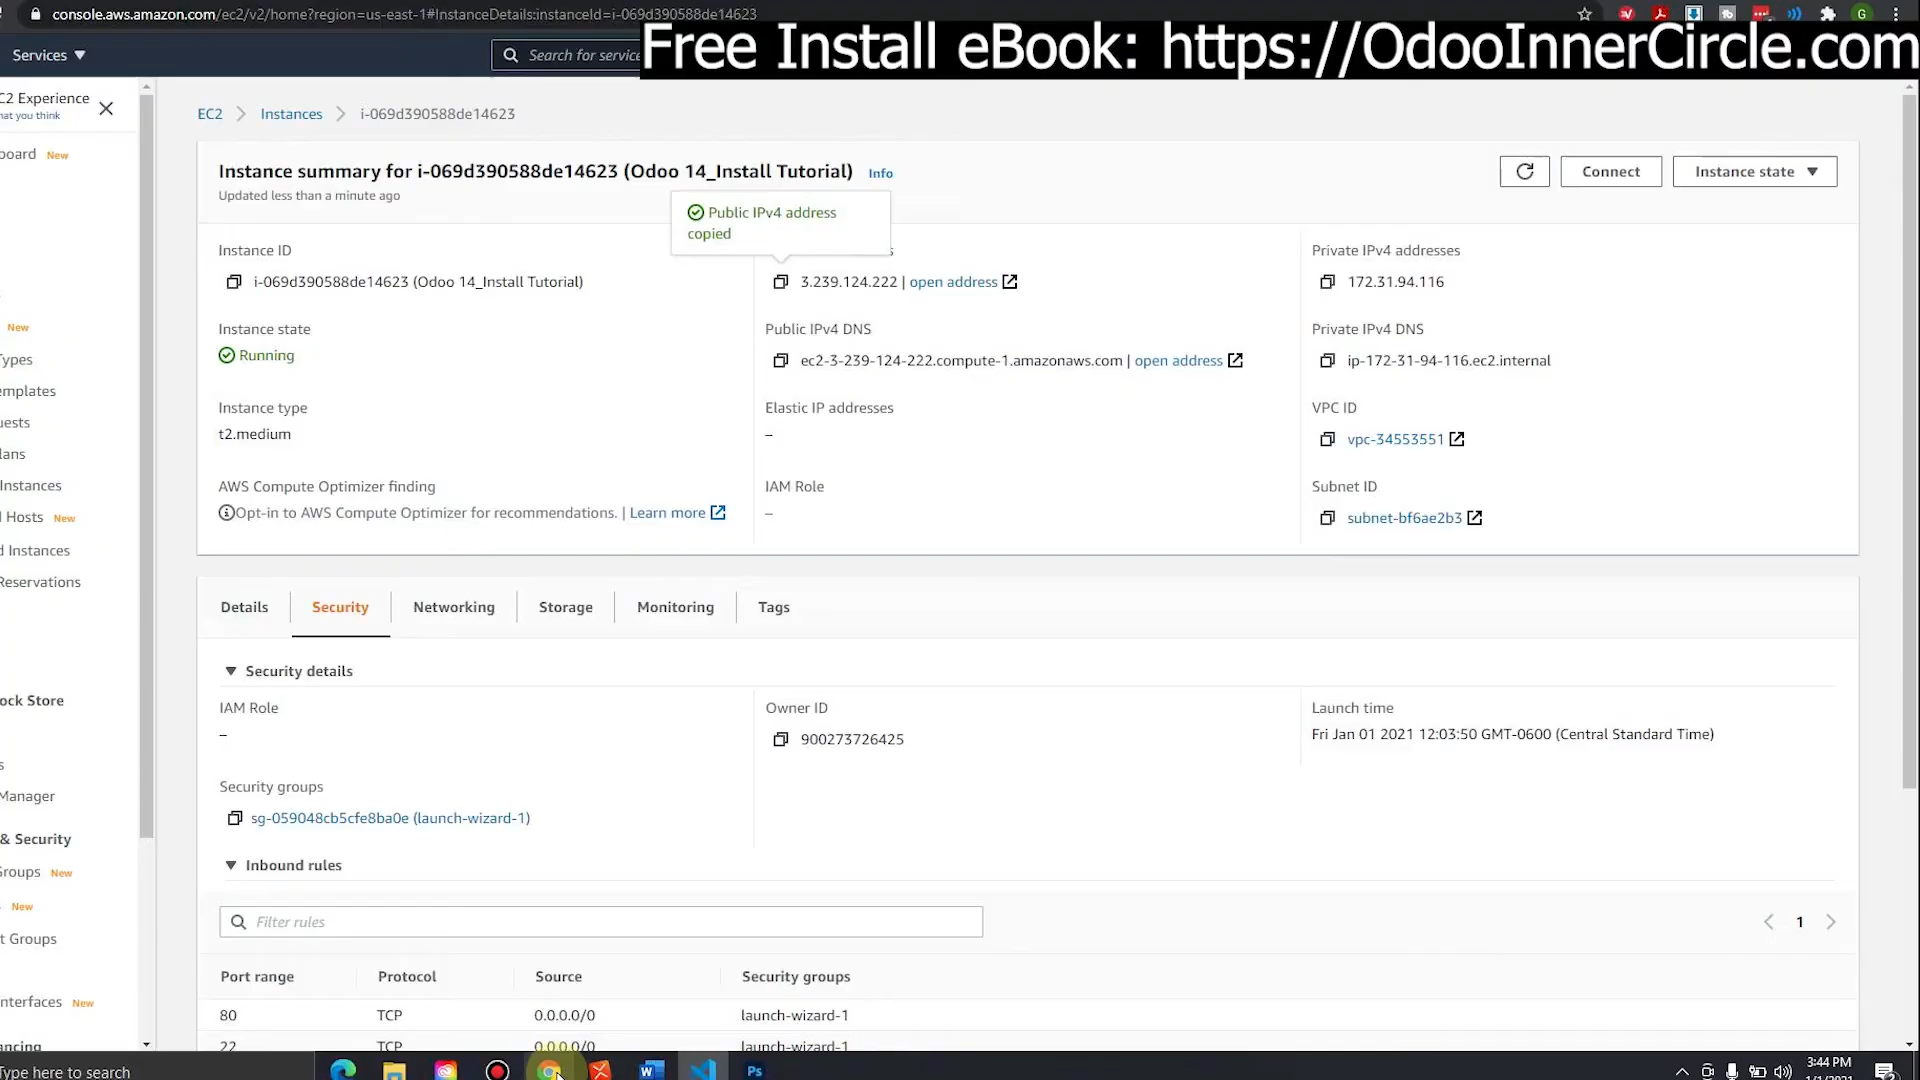 console.aws.amazon.com/ec2/v2/home?region=us-east-1#InstanceDetails:instanceId=i-069d390588de14623
Free Install eBook: https://OdooInnerCircle.com
Services
Search for service
C2 Experience
hat you think
board New
New
Types
emplates
uests
lans
Instances
Hosts New
d Instances
Reservations
ock Store
s
Manager
& Security
Groups New
New
t Groups
nterfaces New
ancing
EC2 > Instances > i-069d390588de14623
Instance summary for i-069d390588de14623 (Odoo 14_Install Tutorial) Info
Updated less than a minute ago
Connect
Instance state
Public IPv4 address
copied
Instance ID
i-069d390588de14623 (Odoo 14_Install Tutorial)
s
3.239.124.222 | open address
Private IPv4 addresses
172.31.94.116
Instance state
Running
Public IPv4 DNS
ec2-3-239-124-222.compute-1.amazonaws.com | open address
Private IPv4 DNS
ip-172-31-94-116.ec2.internal
Instance type
t2.medium
Elastic IP addresses
–
VPC ID
vpc-34553551
AWS Compute Optimizer finding
Opt-in to AWS Compute Optimizer for recommendations. | Learn more
IAM Role
–
Subnet ID
subnet-bf6ae2b3
Details Security Networking Storage Monitoring Tags
Security details
IAM Role
–
Owner ID
900273726425
Launch time
Fri Jan 01 2021 12:03:50 GMT-0600 (Central Standard Time)
Security groups
sg-059048cb5cfe8ba0e (launch-wizard-1)
Inbound rules
Filter rules
1
Port range Protocol Source Security groups
80 TCP 0.0.0.0/0 launch-wizard-1
22 TCP 0.0.0.0/0 launch-wizard-1
Type here to search
W
Ps
3:44 PM
1/1/2021